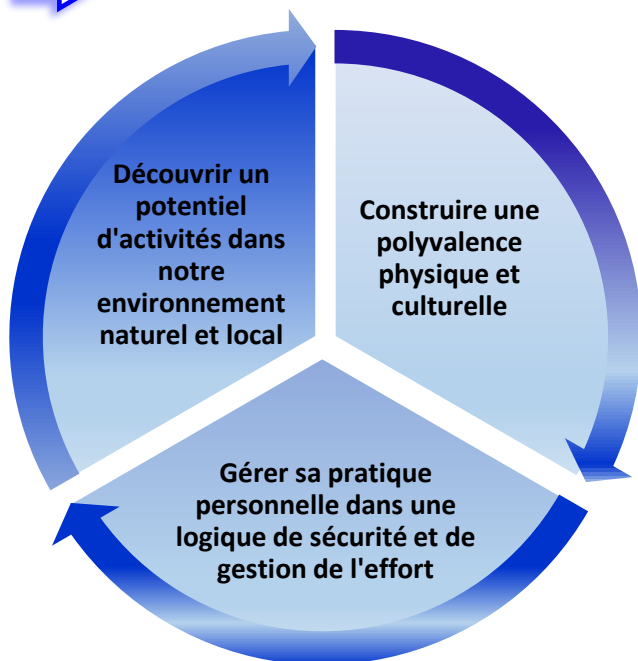 Découvrir un
potentiel
d'activités dans
notre
environnement
naturel et local
Construire une
polyvalence
physique et
culturelle
Gérer sa pratique
personnelle dans une
logique de sécurité et de
gestion de l'effort